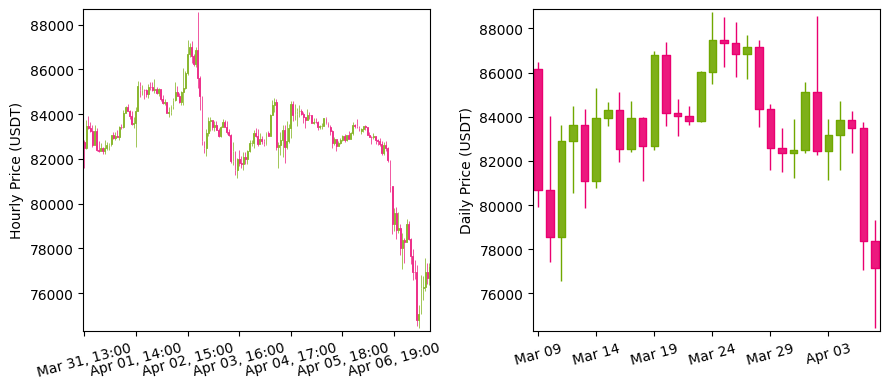 Hourly Price (USDT)
88000
86000
84000
82000
80000
78000
76000
Mar 31, 13:00
Apr 01, 14:00
Apr 02, 15:00
Apr 03, 16:00
Apr 04, 17:00
Apr 05, 18:00
Apr 06, 19:00
Daily Price (USDT)
88000
86000
84000
82000
80000
78000
76000
Mar 09
Mar 14
Mar 19
Mar 24
Mar 29
Apr 03